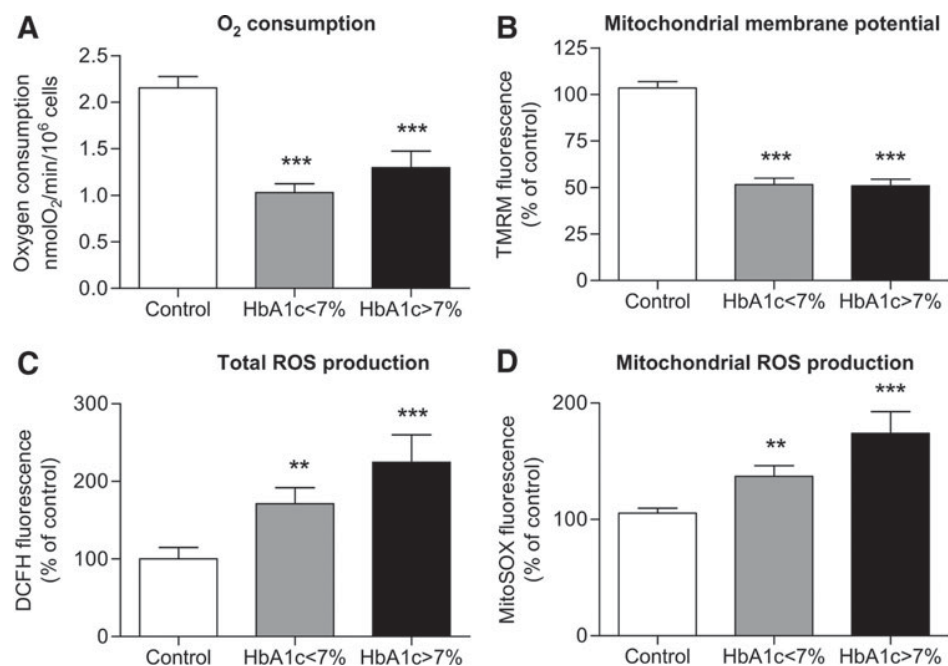 A
O₂ consumption
Oxygen consumption
nmolO₂/min/10⁶ cells
2.5
2.0
1.5
1.0
0.5
0.0
***
***
Control
HbA1c<7%
HbA1c>7%
B
Mitochondrial membrane potential
TMRM fluorescence
(% of control)
125
100
75
50
25
0
***
***
Control
HbA1c<7%
HbA1c>7%
C
Total ROS production
DCFH fluorescence
(% of control)
300
200
100
0
**
***
Control
HbA1c<7%
HbA1c>7%
D
Mitochondrial ROS production
MitoSOX fluorescence
(% of control)
200
100
0
**
***
Control
HbA1c<7%
HbA1c>7%